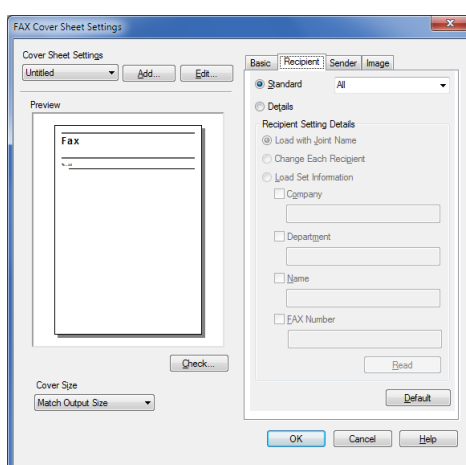 FAX Cover Sheet Settings
Cover Sheet Settings
Untitled
Add...
Edit...
Preview
Fax
Check...
Cover Size
Match Output Size
Basic
Recipient
Sender
Image
Standard
All
Details
Recipient Setting Details
Load with Joint Name
Change Each Recipient
Load Set Information
Company
Department
Name
FAX Number
Read
Default
OK
Cancel
Help